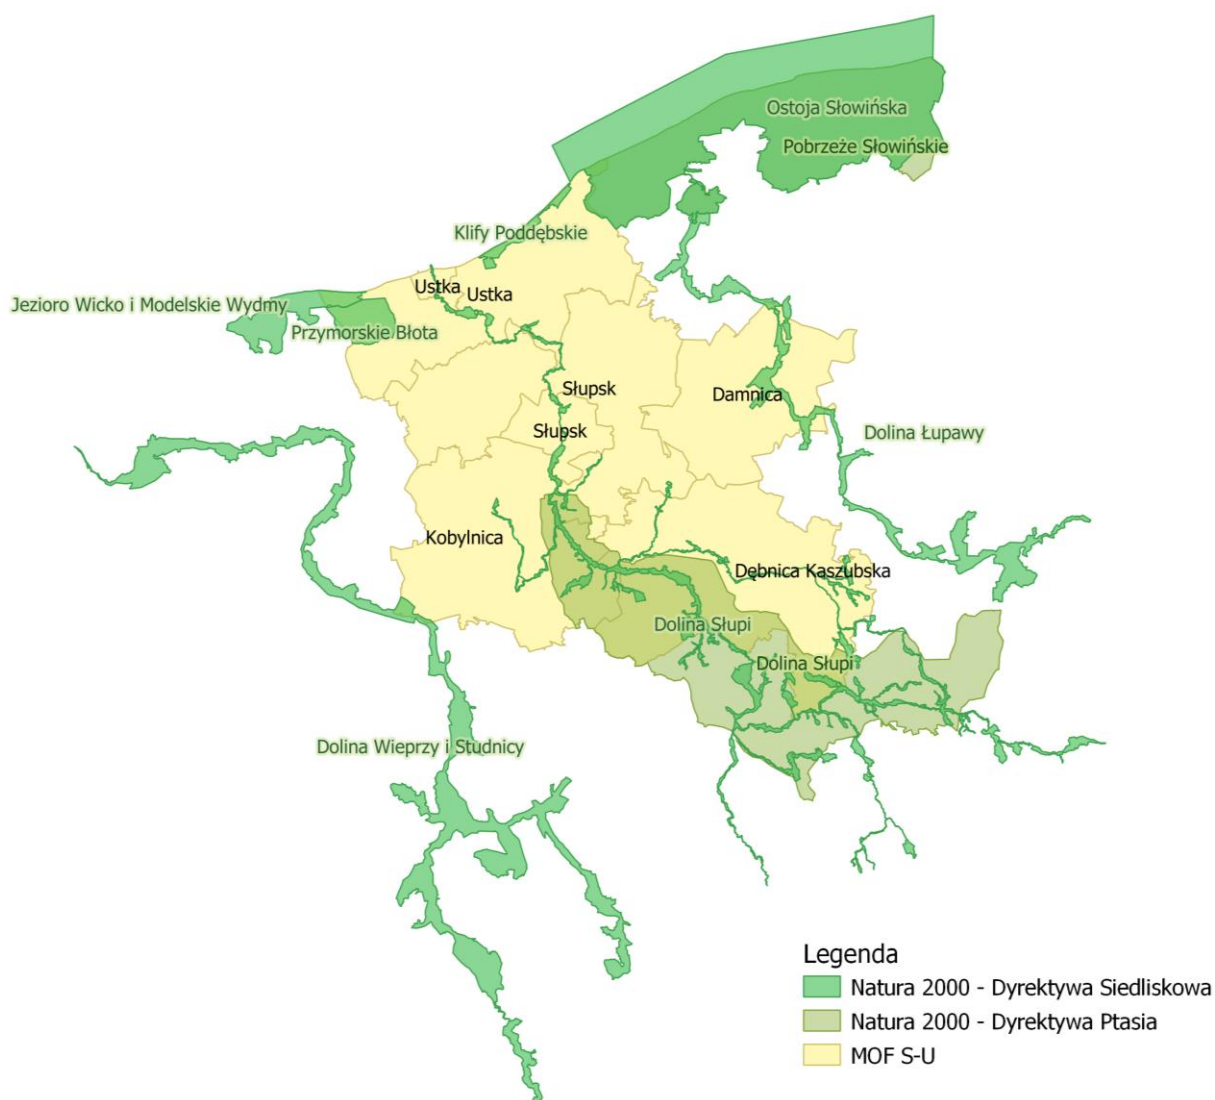 Ostoja Słowińska
Pobrzeże Słowińskie
Klify Poddębskie
Ustka
Ustka
Jezioro Wicko i Modelskie Wydmy
Przymorskie Błota
Słupsk
Damnica
Słupsk
Dolina Łupawy
Kobylnica
Dębnica Kaszubska
Dolina Słupi
Dolina Słupi
Dolina Wieprzy i Studnicy
Legenda
Natura 2000 - Dyrektywa Siedliskowa
Natura 2000 - Dyrektywa Ptasia
MOF S-U